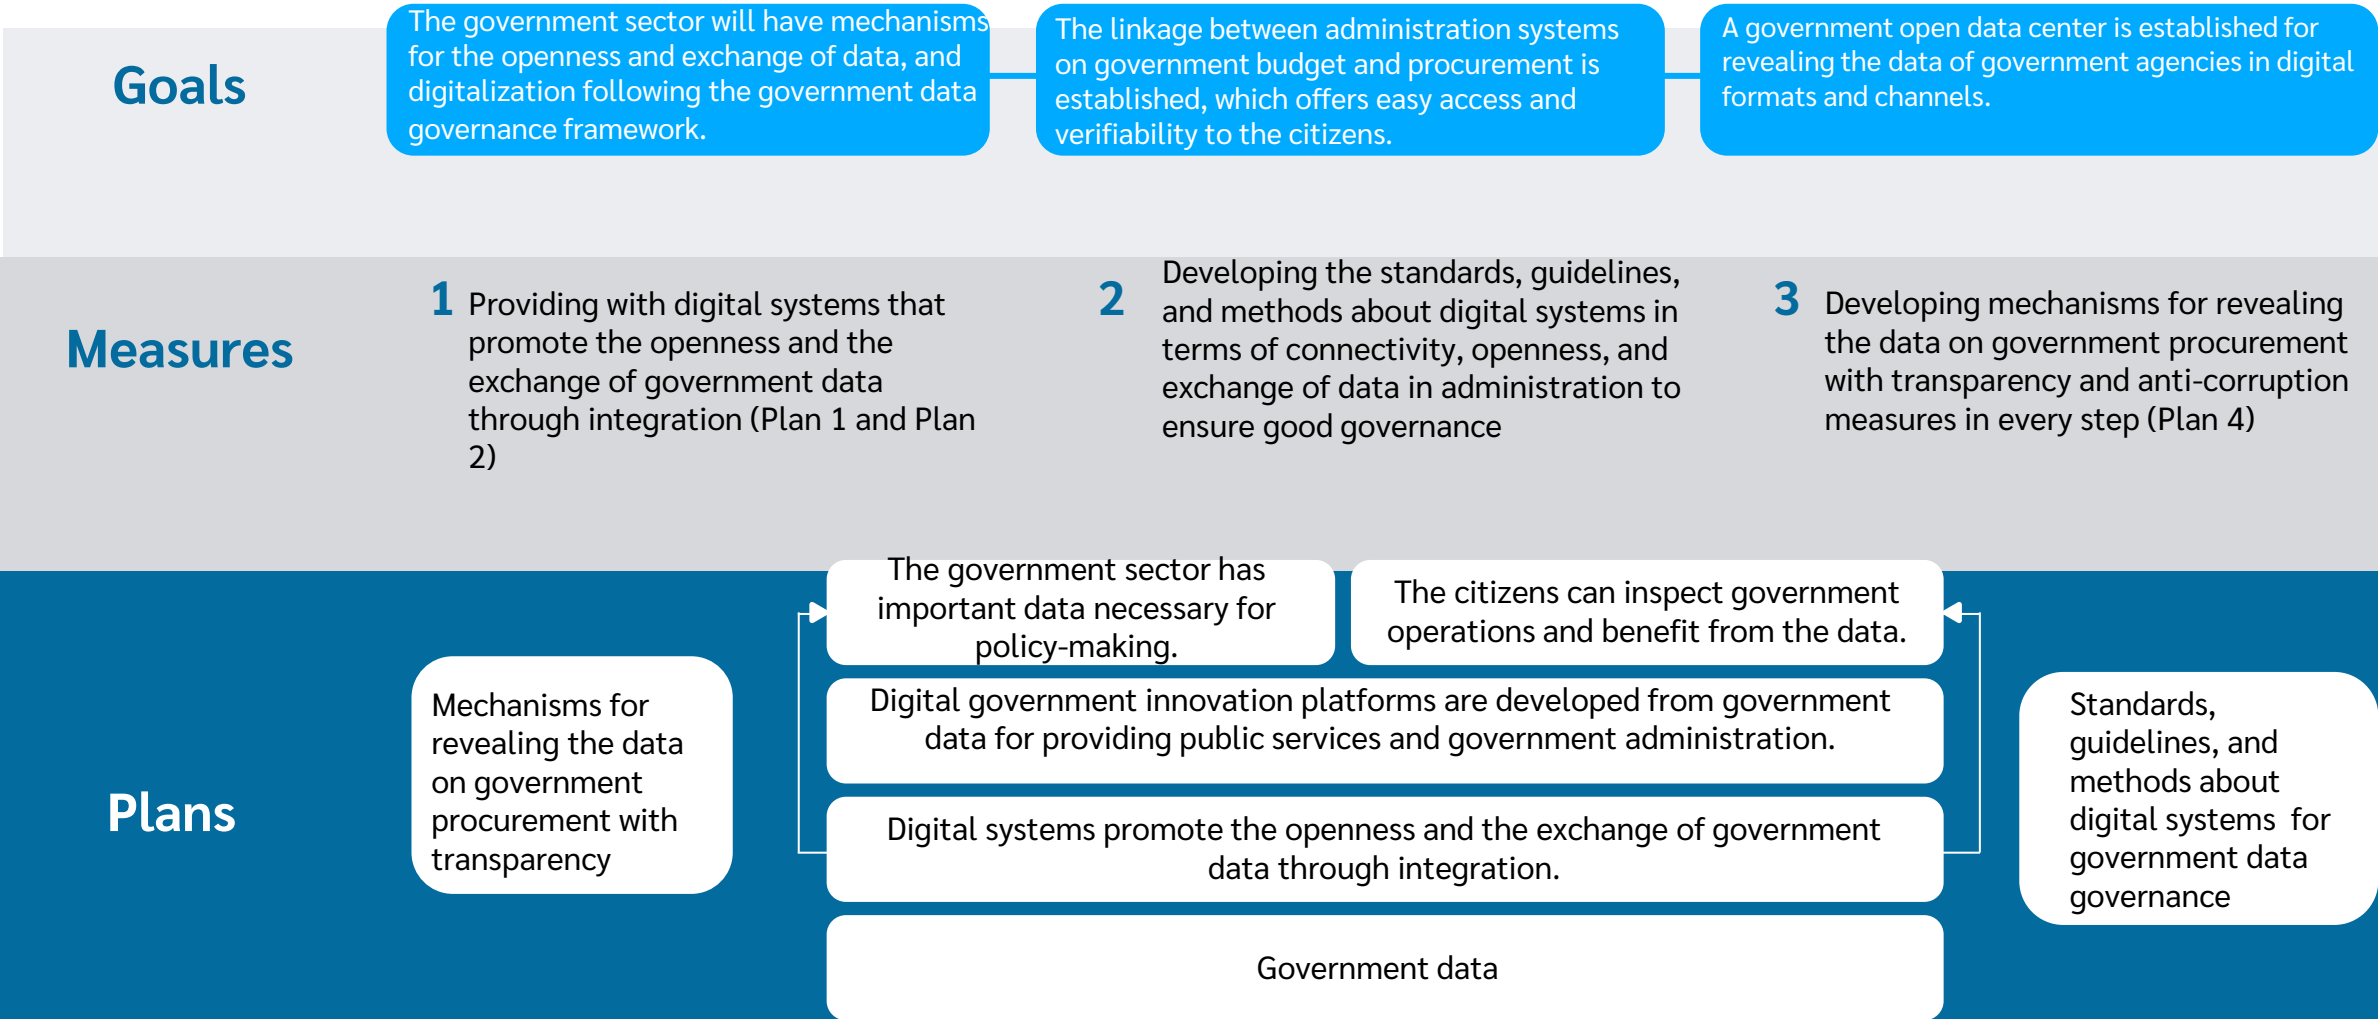 Goals
The government sector will have mechanisms
for the openness and exchange of data, and
digitalization following the government data
governance framework.
The linkage between administration systems
on government budget and procurement is
established, which offers easy access and
verifiability to the citizens.
A government open data center is established for
revealing the data of government agencies in digital
formats and channels.
Measures
1 Providing with digital systems that
promote the openness and the
exchange of government data
through integration (Plan 1 and Plan
2)
2 Developing the standards, guidelines,
and methods about digital systems in
terms of connectivity, openness, and
exchange of data in administration to
ensure good governance
3 Developing mechanisms for revealing
the data on government procurement
with transparency and anti-corruption
measures in every step (Plan 4)
Plans
Mechanisms for
revealing the data
on government
procurement with
transparency
The government sector has
important data necessary for
policy-making.
The citizens can inspect government
operations and benefit from the data.
Digital government innovation platforms are developed from government
data for providing public services and government administration.
Digital systems promote the openness and the exchange of government
data through integration.
Government data
Standards,
guidelines, and
methods about
digital systems for
government data
governance